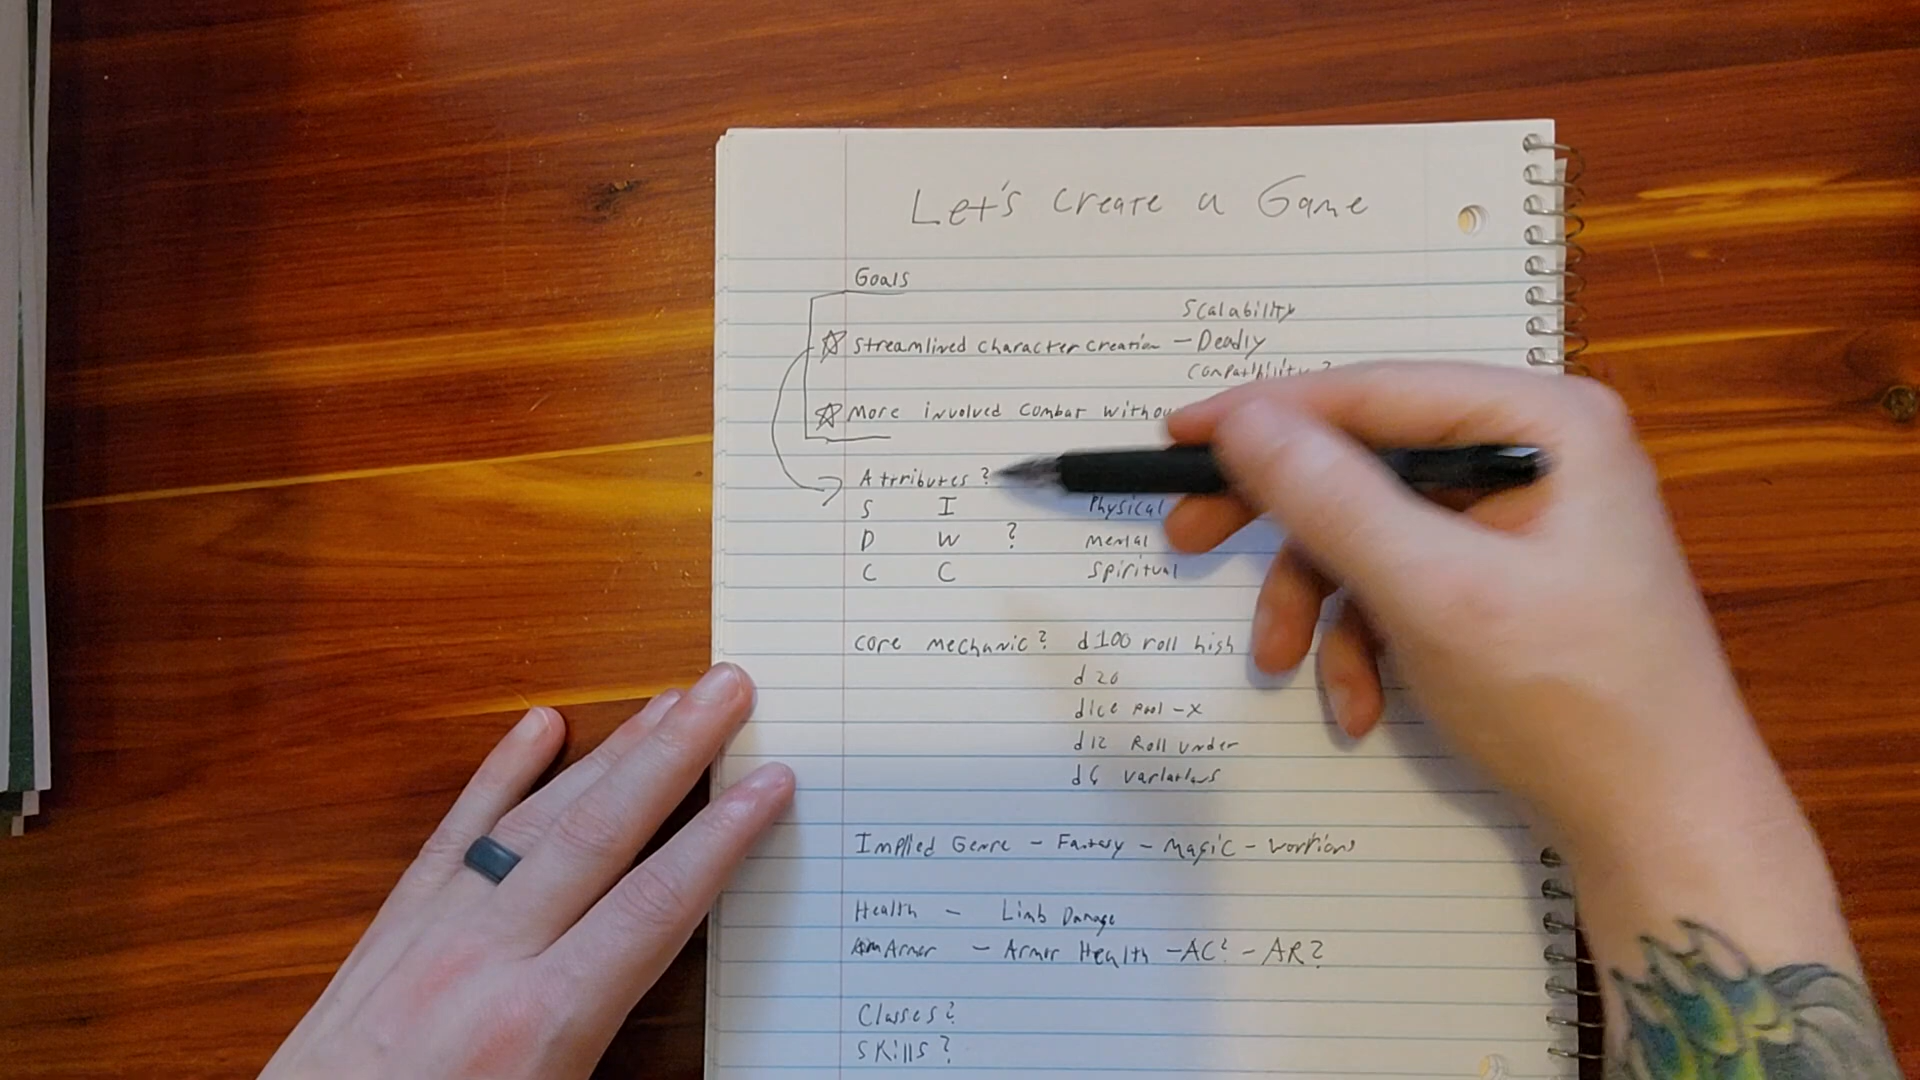 Let's Create a Game
Goals
Scalability
Streamlined character creation - Deadly
Compatibility ?
More involved combat without
Attributes ?
S I Physical
D W ? Mental
C C Spiritual
Core Mechanic? d100 roll high
d20
dice pool -X
d12 Roll under
d6 variations
Implied Genre - Fantasy - Magic -
Health - Limb Damage
Armor - Armor Health -AC? - AR?
Classes?
Skills?